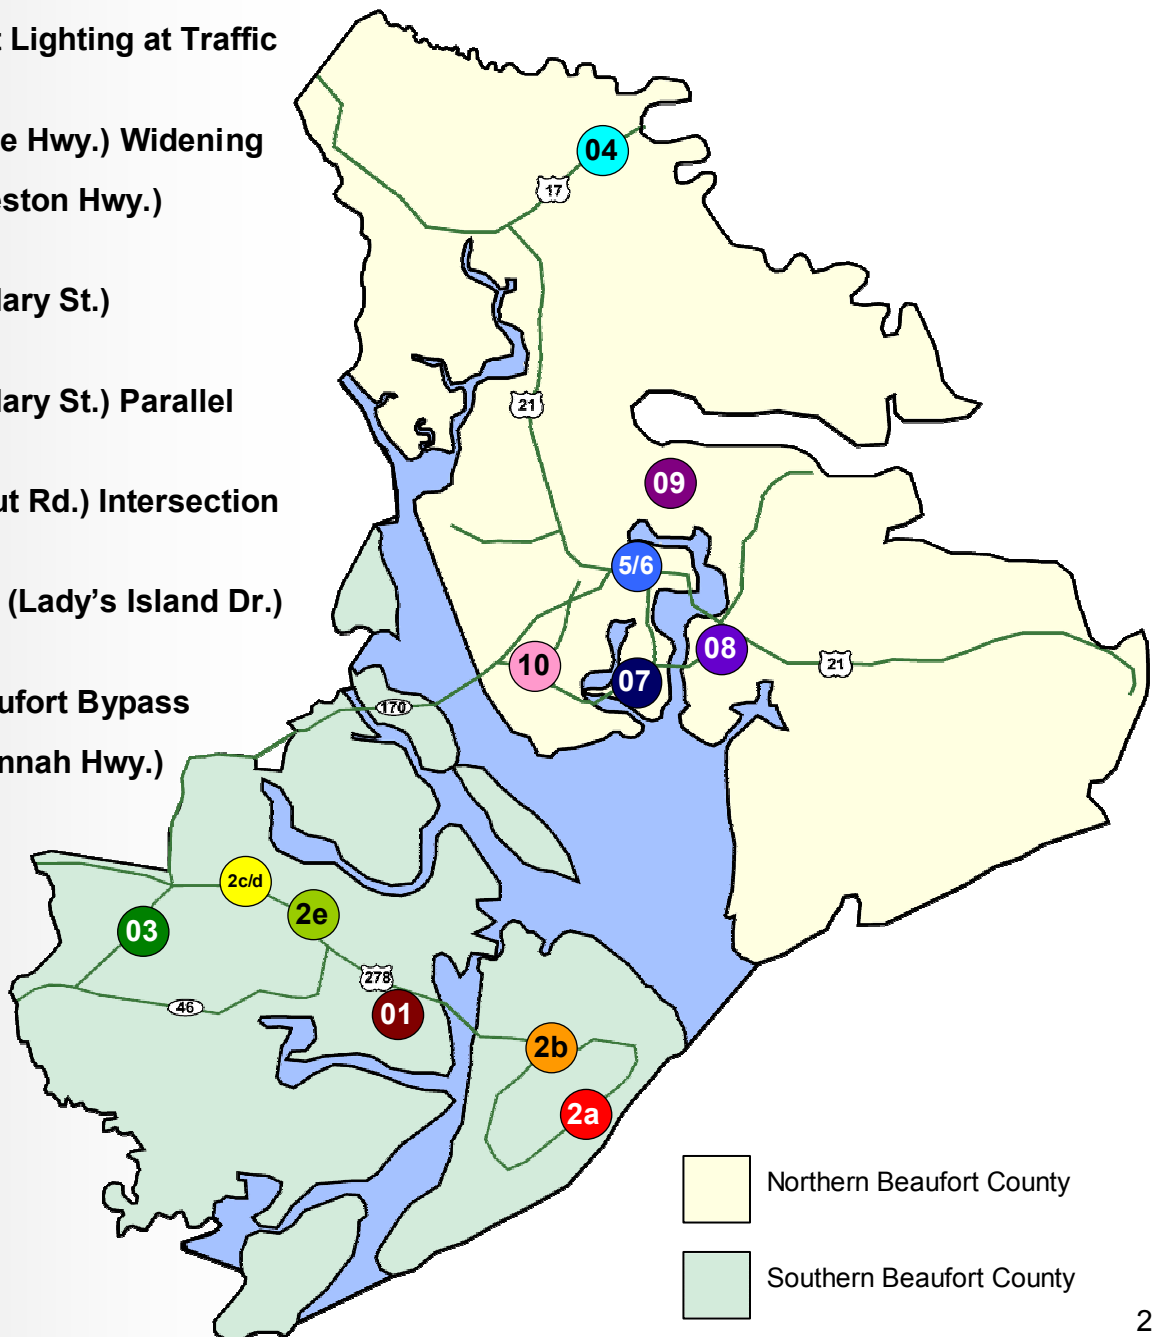 Lighting at Traffic
e Hwy.) Widening
eston Hwy.)
ary St.)
ary St.) Parallel
ut Rd.) Intersection
(Lady's Island Dr.)
ufort Bypass
nnah Hwy.)
04
17
21
09
5/6
08
10
07
21
170
2c/d
2e
03
278
46
01
2b
2a
Northern Beaufort County
Southern Beaufort County
2